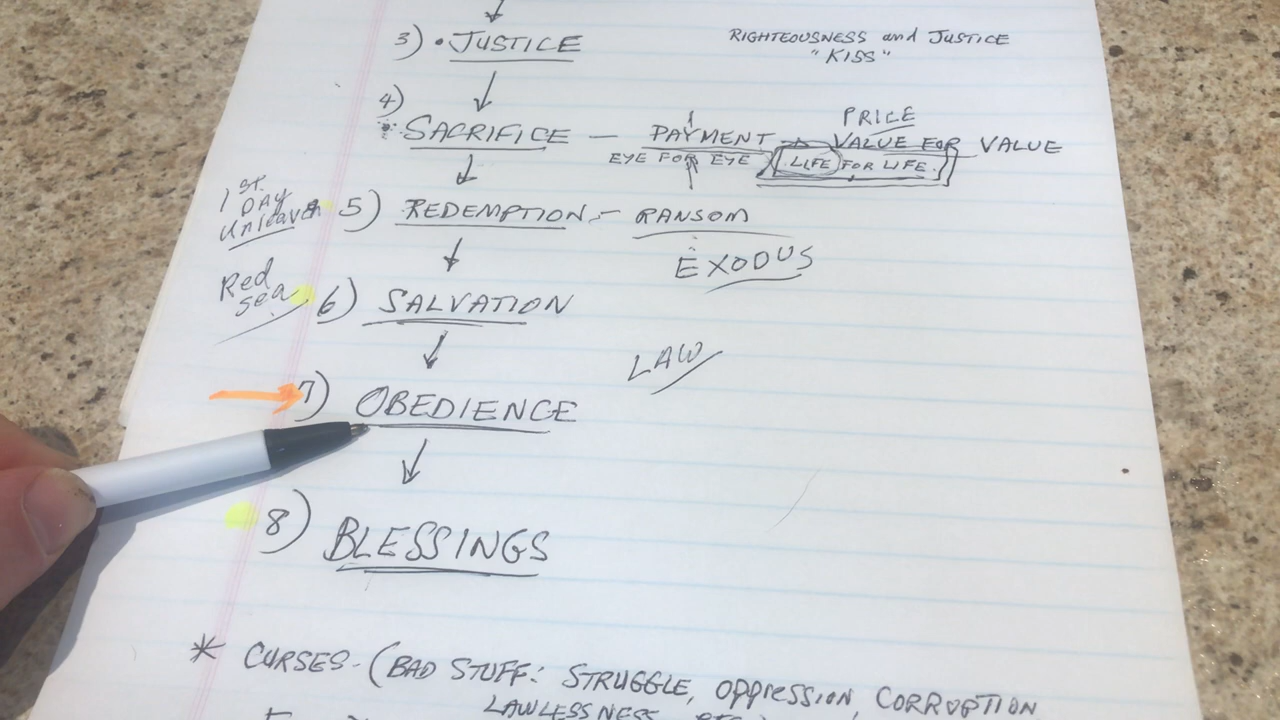 3) • JUSTICE
RIGHTEOUSNESS and JUSTICE
"KISS"
4)
SACRIFICE — PAYMENT
PRICE
VALUE FOR VALUE
EYE FOR EYE
LIFE FOR LIFE.
1st.
DAY
Unleaven
5) REDEMPTION - RANSOM
EXODUS
Red
sea
6) SALVATION
LAW
7) OBEDIENCE
8) BLESSINGS
* CURSES - (BAD STUFF: STRUGGLE, OPPRESSION, CORRUPTION
LAWLESSNESS